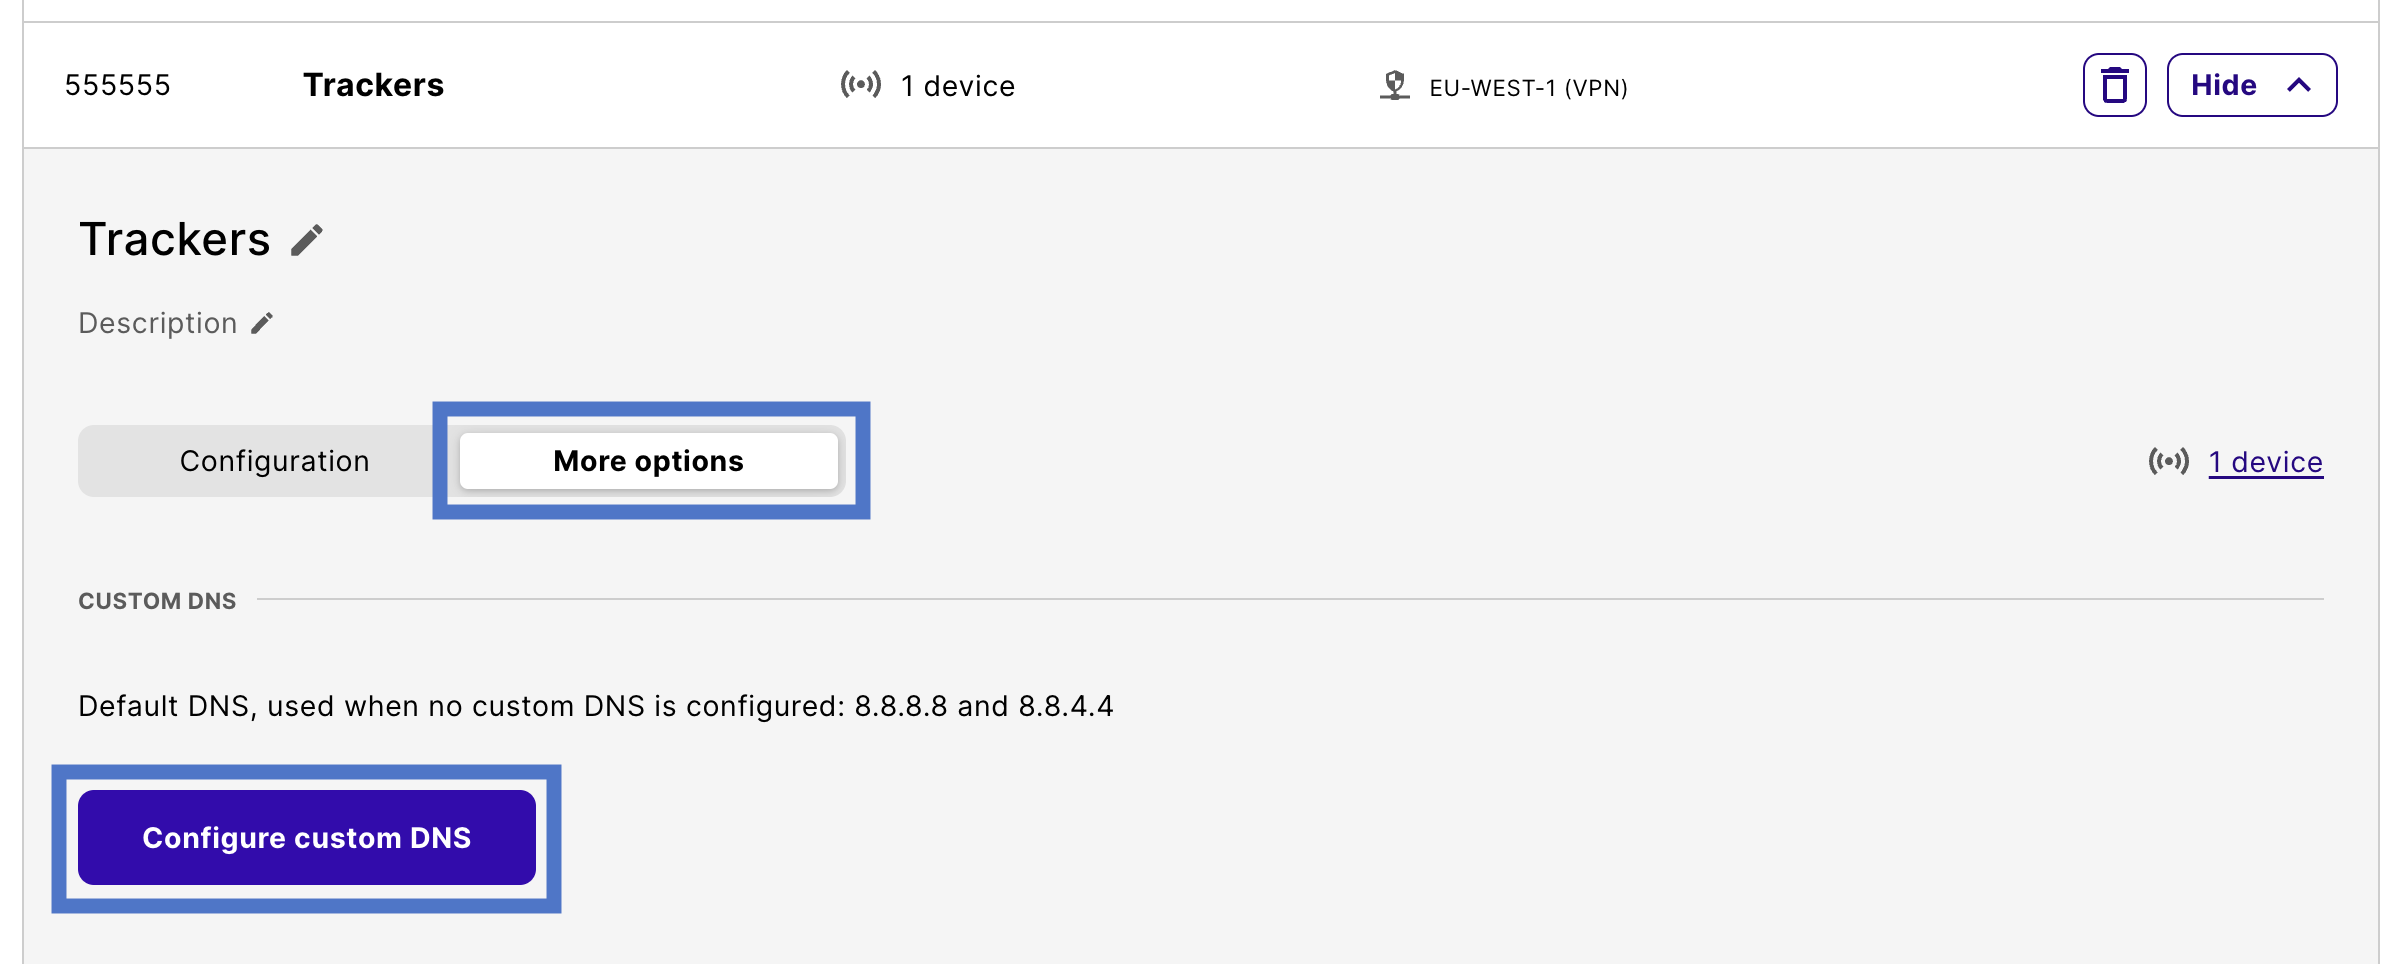 555555 Trackers 1 device EU-WEST-1 (VPN) Hide
Trackers
Description
Configuration More options 1 device
CUSTOM DNS
Default DNS, used when no custom DNS is configured: 8.8.8.8 and 8.8.4.4
Configure custom DNS